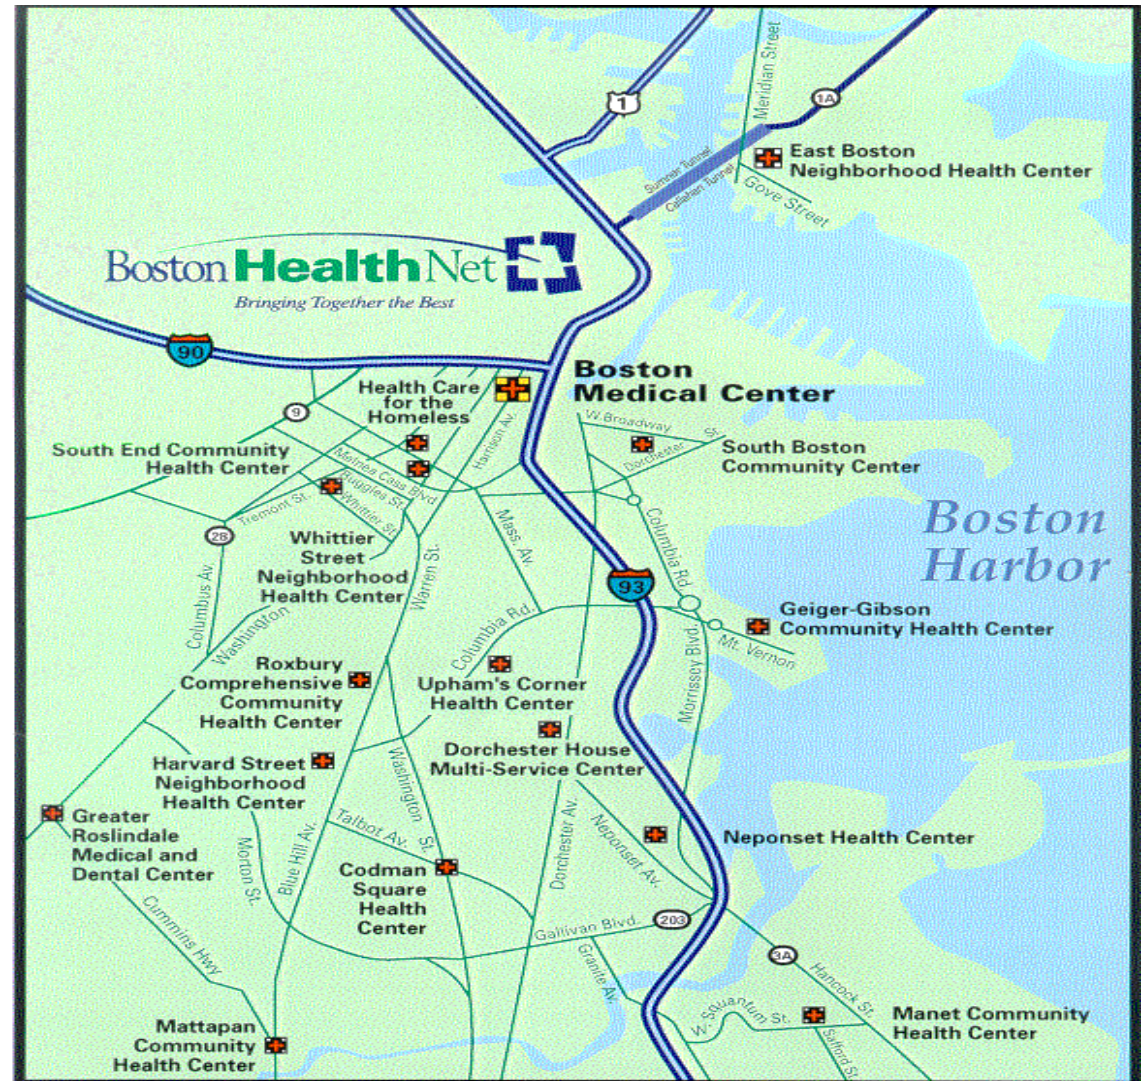 Meridian Street
1
1A
Sumner Tunnel
Callahan Tunnel
East Boston
Neighborhood Health Center
Gove Street
Boston HealthNet
Bringing Together the Best
90
Boston
Medical Center
Health Care
for the
Homeless
9
Harrison Av.
W. Broadway
Dorchester
St.
South Boston
Community Center
South End Community
Health Center
Melnea Cass Blvd
Ruggles St.
Whittier St.
Tremont St.
28
Whittier
Street
Neighborhood
Health Center
Mass. Av.
Warren St.
Columbia Rd.
93
Boston
Harbor
Columbus Av.
Washington
Columbia Rd.
Geiger-Gibson
Community Health Center
Mt. Vernon
Morrissey Blvd.
Roxbury
Comprehensive
Community
Health Center
Upham's Corner
Health Center
Dorchester House
Multi-Service Center
Harvard Street
Neighborhood
Health Center
Washington St.
Talbot Av.
Dorchester Av.
Neponset Av.
Neponset Health Center
Greater
Roslindale
Medical and
Dental Center
Morton St.
Blue Hill Av.
Codman
Square
Health
Center
Cummins Hwy
Gallivan Blvd.
203
Granite Av.
3A
Hancock St.
W. Squantum St.
Safford St.
Manet Community
Health Center
Mattapan
Community
Health Center